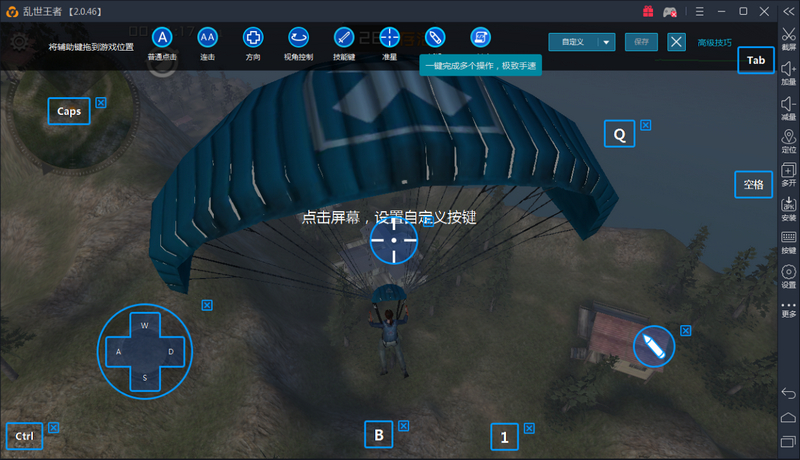 乱世王者 【2.0.46】
将辅助键拖到游戏位置
A
AA
普通点击
连击
方向
视角控制
技能键
准星
自定义
保存
高级技巧
一键完成多个操作，极致手速
Tab
Caps
Q
空格
点击屏幕，设置自定义按键
W
A
D
S
Ctrl
B
1
截屏
加量
减量
定位
多开
APK
安装
按键
设置
更多